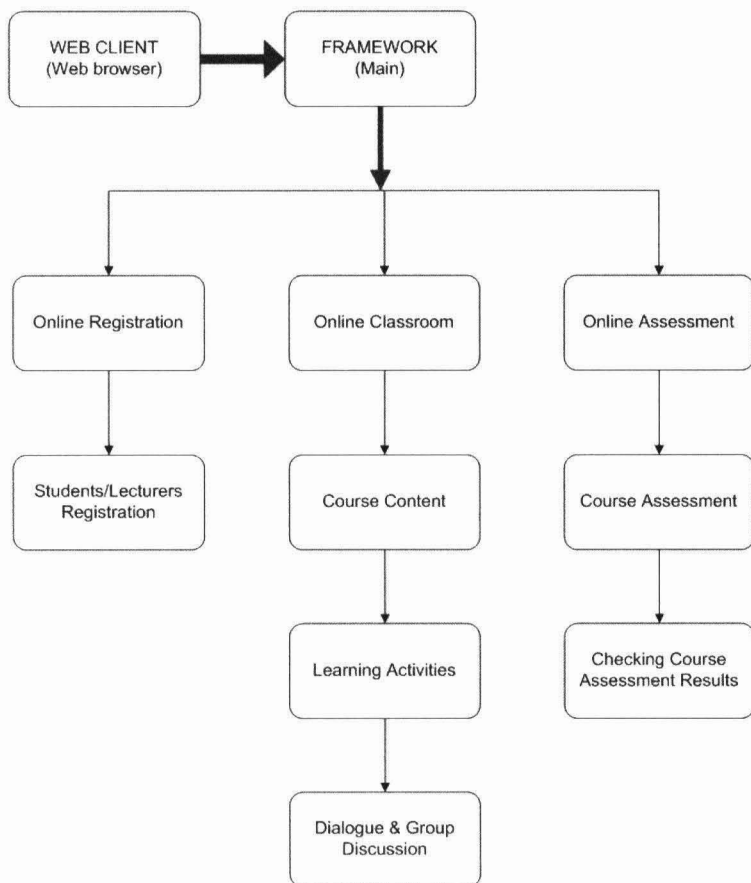 WEB CLIENT
(Web browser)
FRAMEWORK
(Main)
Online Registration
Online Classroom
Online Assessment
Students/Lecturers
Registration
Course Content
Course Assessment
Learning Activities
Checking Course
Assessment Results
Dialogue & Group
Discussion